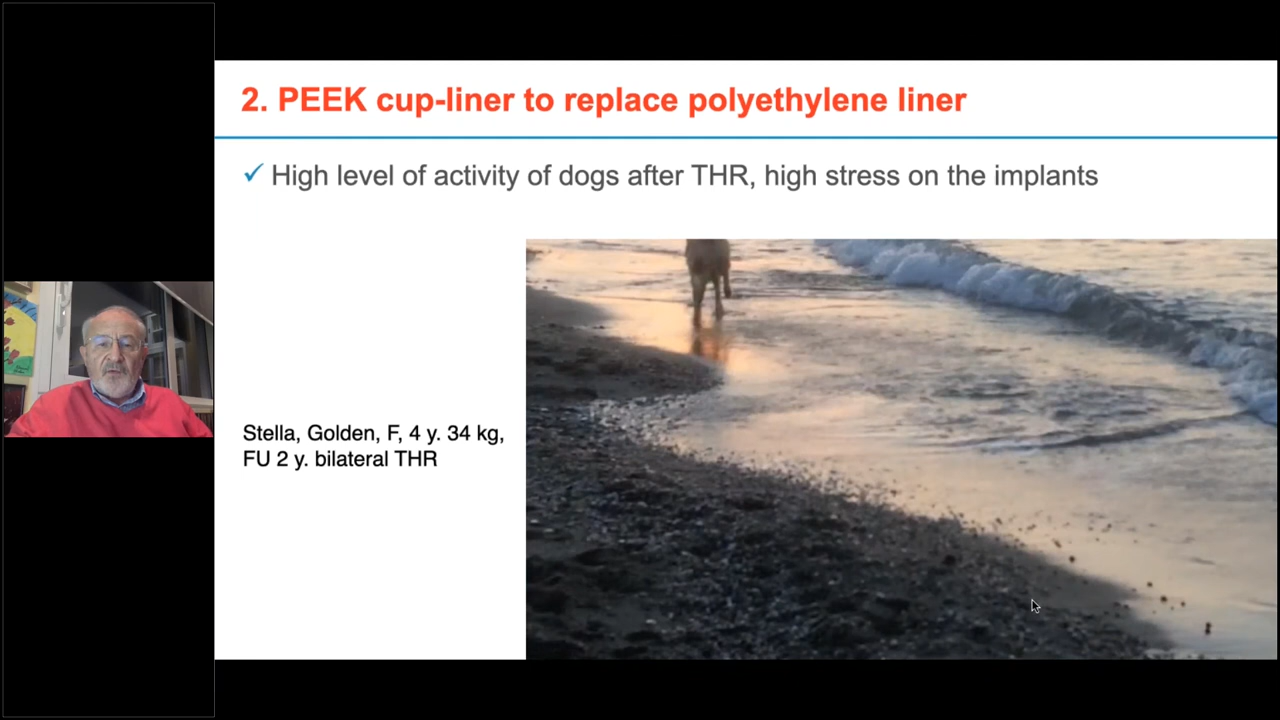 2. PEEK cup-liner to replace polyethylene liner
✓ High level of activity of dogs after THR, high stress on the implants
Stella, Golden, F, 4 y. 34 kg,
FU 2 y. bilateral THR